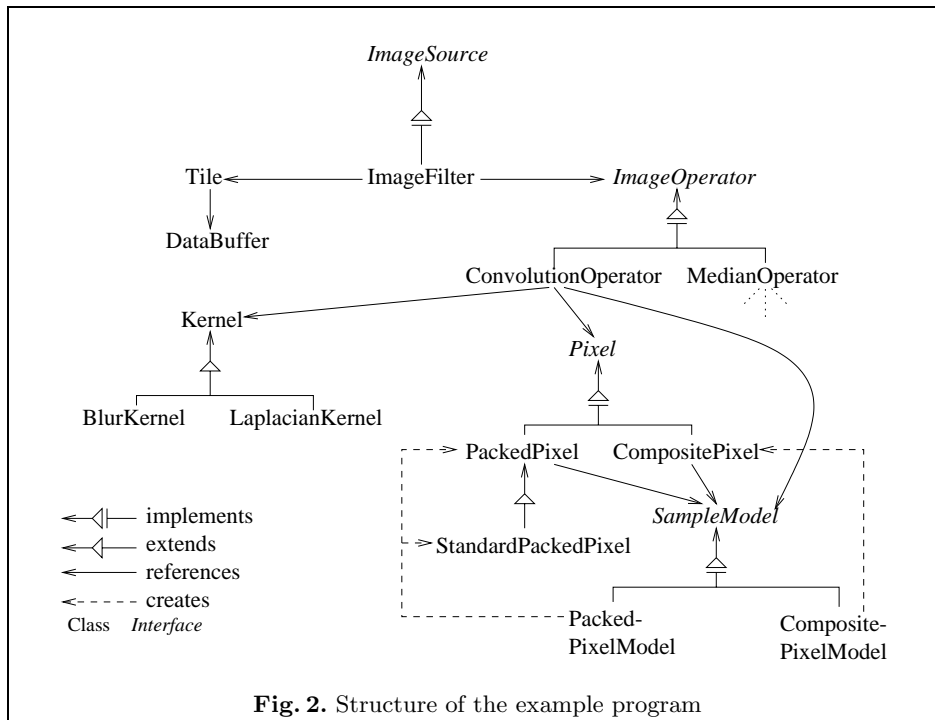 ImageSource
Tile ImageFilter ImageOperator
DataBuffer
ConvolutionOperator MedianOperator
Kernel
Pixel
BlurKernel LaplacianKernel
PackedPixel CompositePixel
implements
SampleModel
extends
StandardPackedPixel
references
creates
Class Interface
Packed-
PixelModel
Composite-
PixelModel
Fig. 2. Structure of the example program